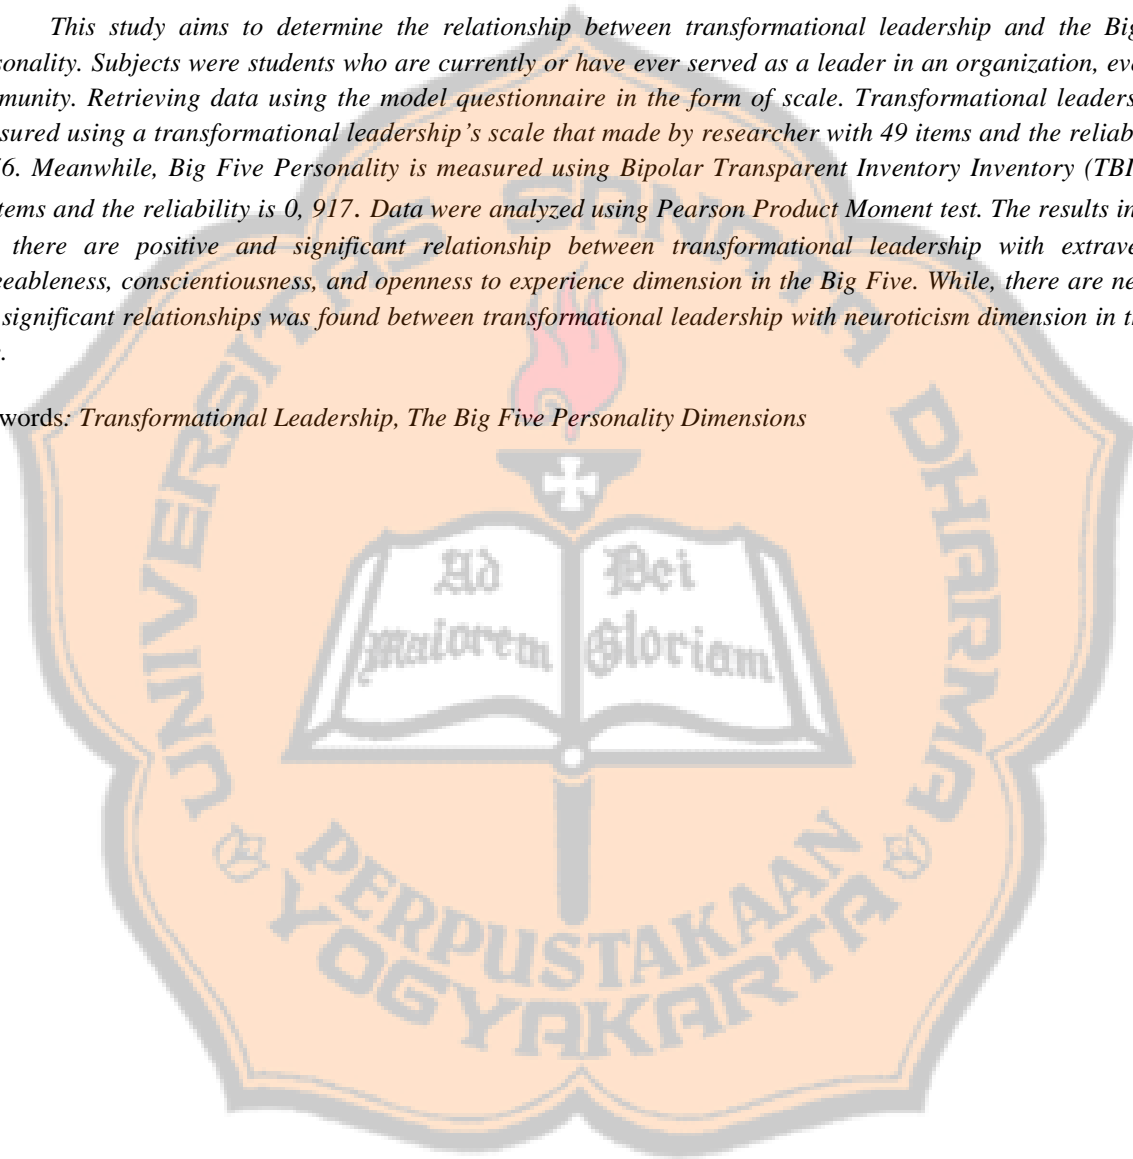 This study aims to determine the relationship between transformational leadership and the Big
sonality. Subjects were students who are currently or have ever served as a leader in an organization, eve
munity. Retrieving data using the model questionnaire in the form of scale. Transformational leaders
sured using a transformational leadership's scale that made by researcher with 49 items and the reliab
6. Meanwhile, Big Five Personality is measured using Bipolar Transparent Inventory Inventory (TBI
tems and the reliability is 0, 917. Data were analyzed using Pearson Product Moment test. The results in
there are positive and significant relationship between transformational leadership with extrave
eeableness, conscientiousness, and openness to experience dimension in the Big Five. While, there are ne
significant relationships was found between transformational leadership with neuroticism dimension in t
.
words: Transformational Leadership, The Big Five Personality Dimensions
UNIVERSITAS SANATA DHARMA
Ad Dei
maiorem Gloriam
PERPUSTAKAAN
YOGYAKARTA